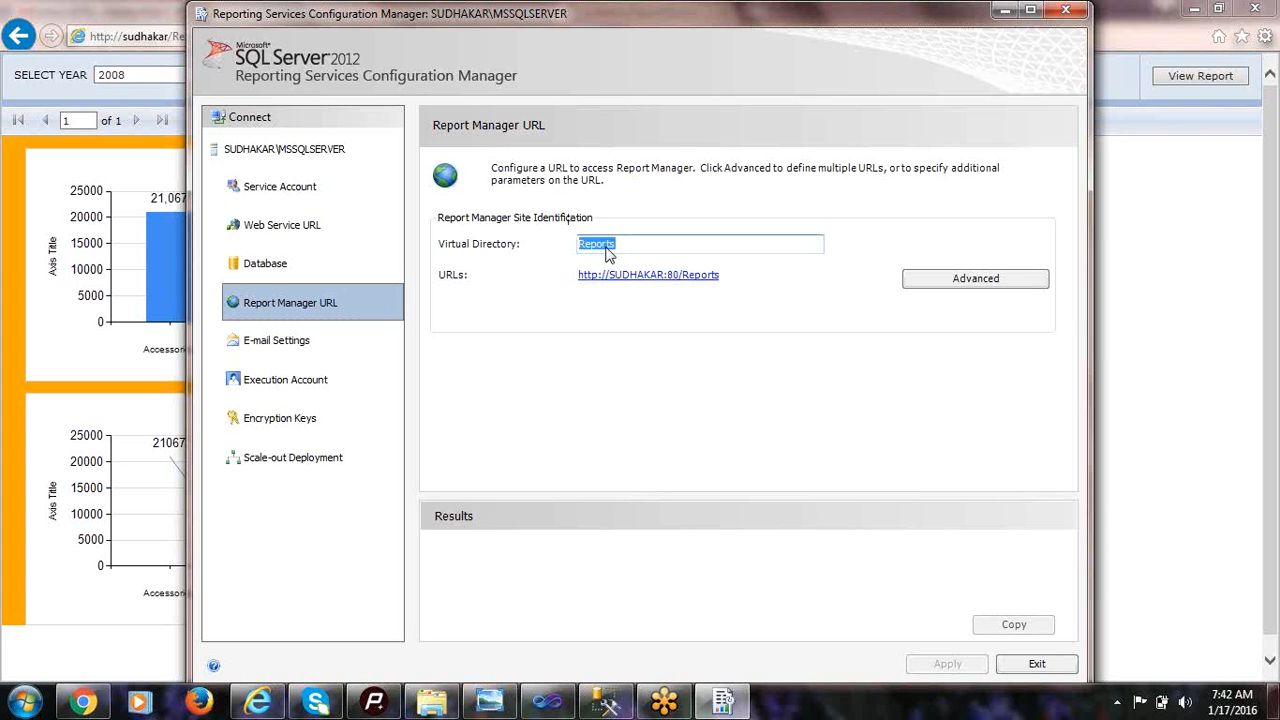 Reporting Services Configuration Manager: SUDHAKAR\MSSQLSERVER
http://sudhakar/Re
SELECT YEAR 2008
View Report
1 of 1
25000
20000
15000
10000
5000
0
Axis Title
21,067
Accessori
25000
20000
15000
10000
5000
0
Axis Title
21067
Accesso
Microsoft
SQL Server 2012
Reporting Services Configuration Manager
Connect
SUDHAKAR\MSSQLSERVER
Service Account
Web Service URL
Database
Report Manager URL
E-mail Settings
Execution Account
Encryption Keys
Scale-out Deployment
Report Manager URL
Configure a URL to access Report Manager. Click Advanced to define multiple URLs, or to specify additional
parameters on the URL.
Report Manager Site Identification
Virtual Directory: Reports
URLs: http://SUDHAKAR:80/Reports
Advanced
Results
Copy
Apply
Exit
7:42 AM
1/17/2016